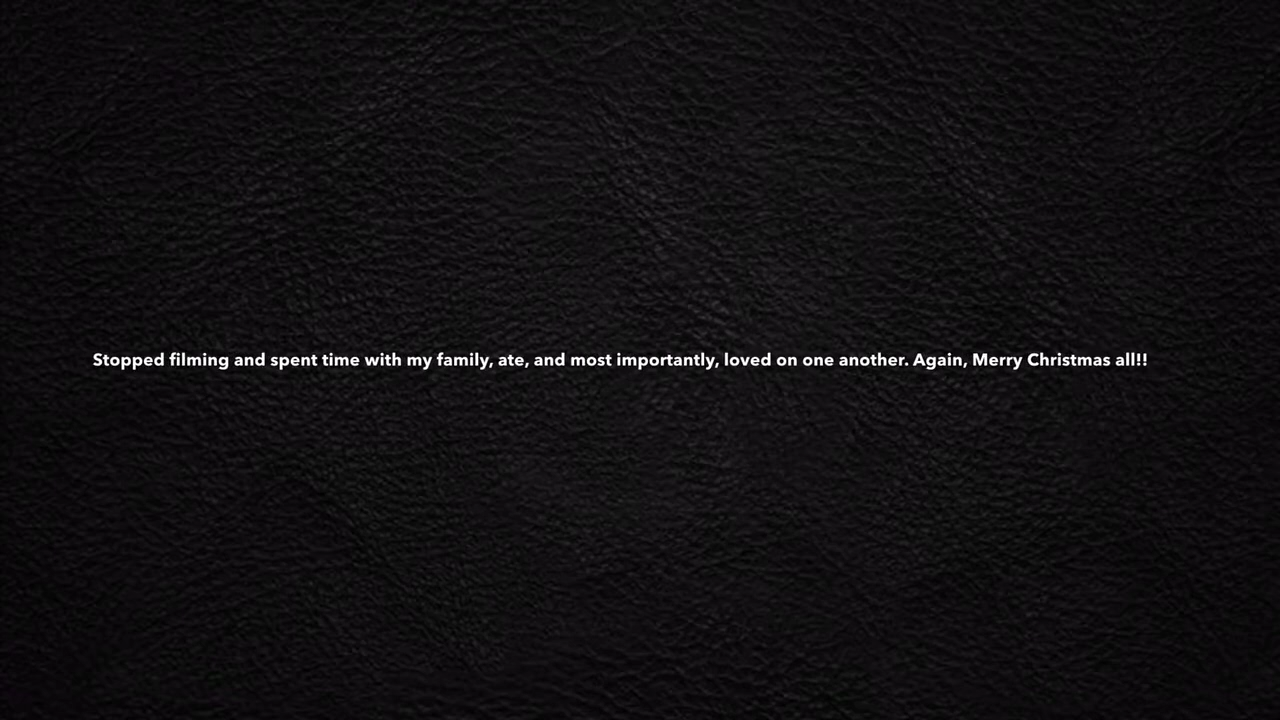 Stopped filming and spent time with my family, ate, and most importantly, loved on one another. Again, Merry Christmas all!!